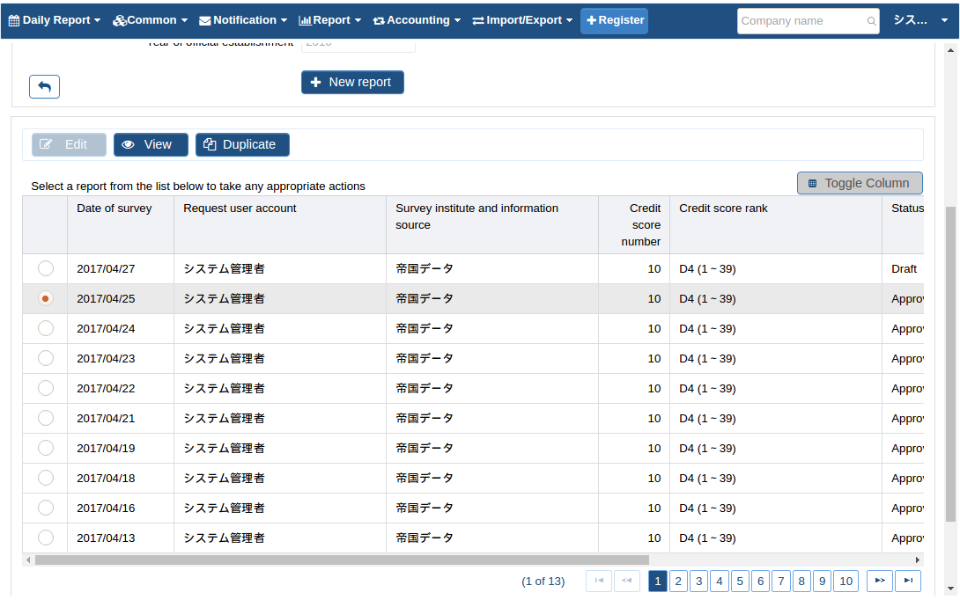 Daily Report Common Notification Report Accounting Import/Export Register Company name シス...
Year of official establishment 2016
New report
Edit View Duplicate
Select a report from the list below to take any appropriate actions Toggle Column
Date of survey Request user account Survey institute and information source Credit score number Credit score rank Status
2017/04/27 システム管理者 帝国データ 10 D4 (1 ~ 39) Draft
2017/04/25 システム管理者 帝国データ 10 D4 (1 ~ 39) Approv
2017/04/24 システム管理者 帝国データ 10 D4 (1 ~ 39) Approv
2017/04/23 システム管理者 帝国データ 10 D4 (1 ~ 39) Approv
2017/04/22 システム管理者 帝国データ 10 D4 (1 ~ 39) Approv
2017/04/21 システム管理者 帝国データ 10 D4 (1 ~ 39) Approv
2017/04/19 システム管理者 帝国データ 10 D4 (1 ~ 39) Approv
2017/04/18 システム管理者 帝国データ 10 D4 (1 ~ 39) Approv
2017/04/16 システム管理者 帝国データ 10 D4 (1 ~ 39) Approv
2017/04/13 システム管理者 帝国データ 10 D4 (1 ~ 39) Approv
(1 of 13) 1 2 3 4 5 6 7 8 9 10